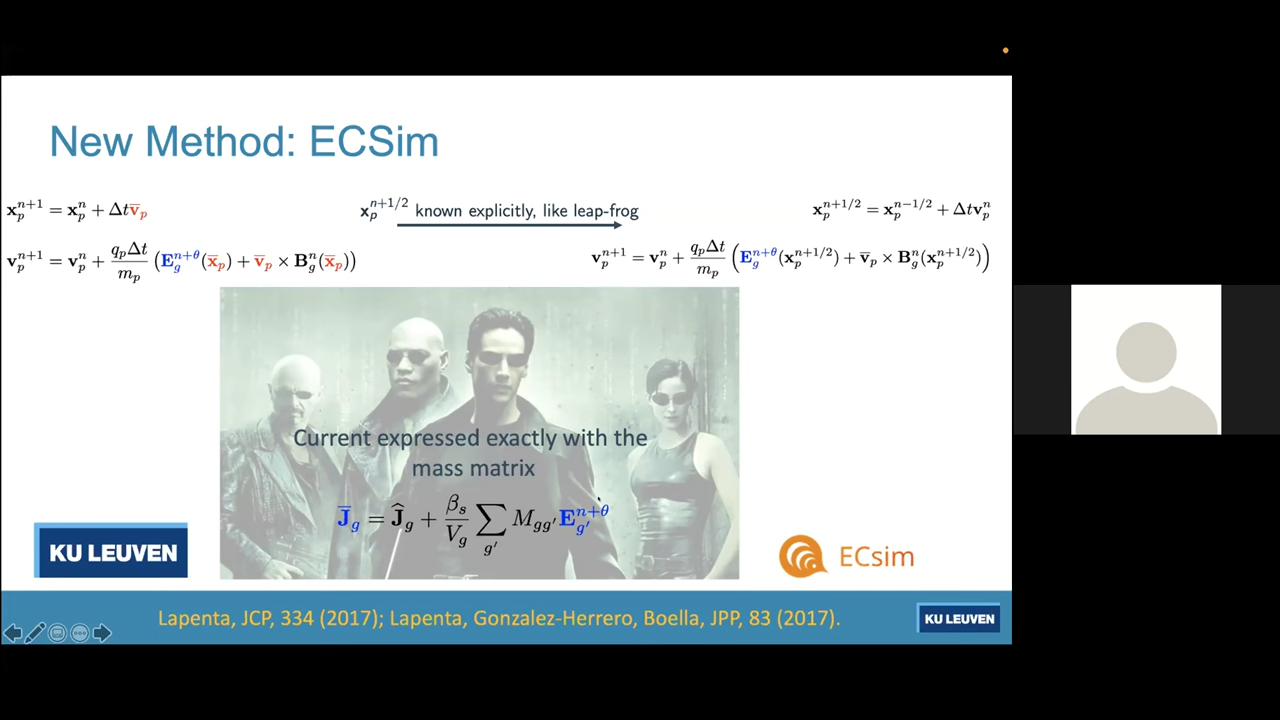 New Method: ECSim
x_p^{n+1} = x_p^n + Δt v̅_p
x_p^{n+1/2} known explicitly, like leap-frog
x_p^{n+1/2} = x_p^{n-1/2} + Δt v_p^n
v_p^{n+1} = v_p^n + \frac{q_p Δt}{m_p} (E_g^{n+θ}(x̅_p) + v̅_p × B_g^n(x̅_p))
v_p^{n+1} = v_p^n + \frac{q_p Δt}{m_p} (E_g^{n+θ}(x_p^{n+1/2}) + v̅_p × B_g^n(x_p^{n+1/2}))
Current expressed exactly with the
mass matrix
J̅_g = Ĵ_g + \frac{β_s}{V_g} \sum_{g'} M_{gg'} E_{g'}^{n+θ}
KU LEUVEN
ECsim
Lapenta, JCP, 334 (2017); Lapenta, Gonzalez-Herrero, Boella, JPP, 83 (2017).
KU LEUVEN